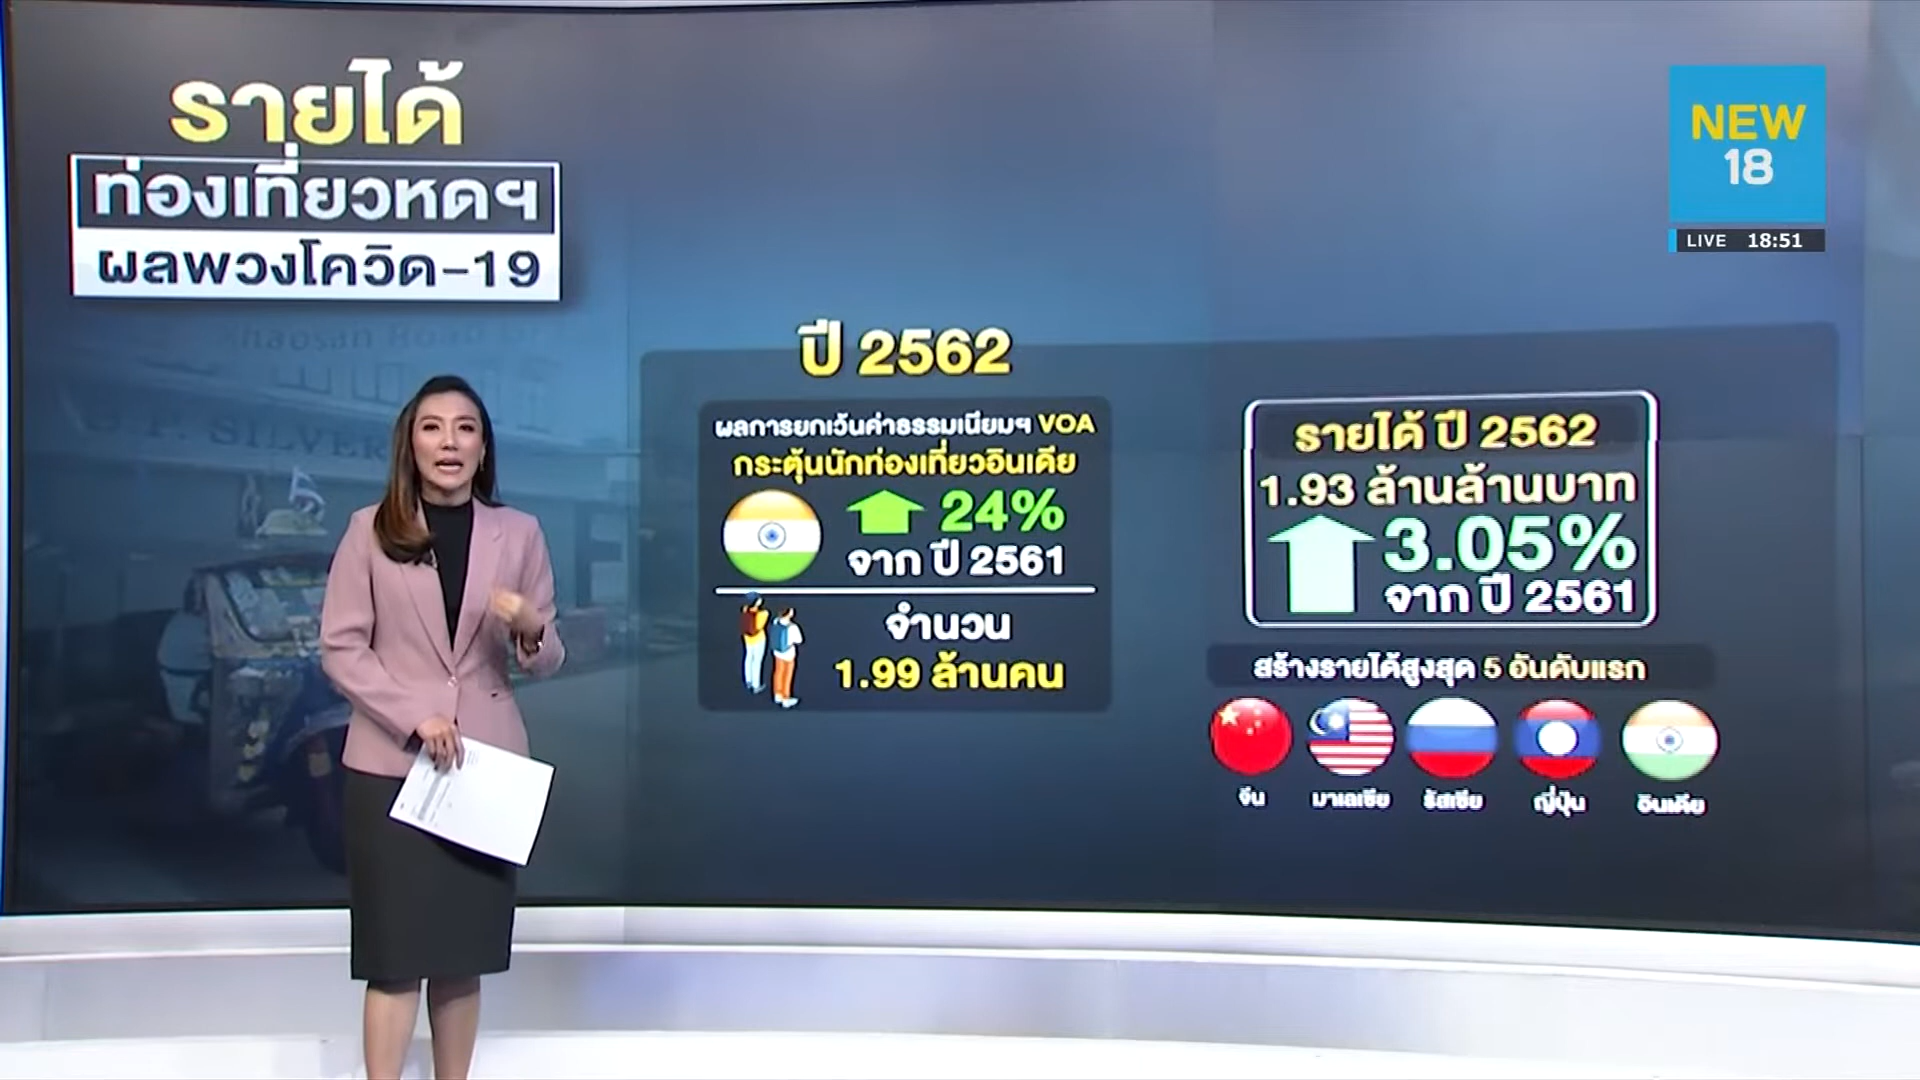 รายได้
ท่องเที่ยวหดฯ
ผลพวงโควิด-19
NEW
18
LIVE 18:51
Khaosan Road
SILVER
ปี 2562
ผลการยกเว้นค่าธรรมเนียมฯ VOA
กระตุ้นนักท่องเที่ยวอินเดีย
24%
จาก ปี 2561
จำนวน
1.99 ล้านคน
รายได้ ปี 2562
1.93 ล้านล้านบาท
3.05%
จาก ปี 2561
สร้างรายได้สูงสุด 5 อันดับแรก
จีน
มาเลเซีย
รัสเซีย
ญี่ปุ่น
อินเดีย